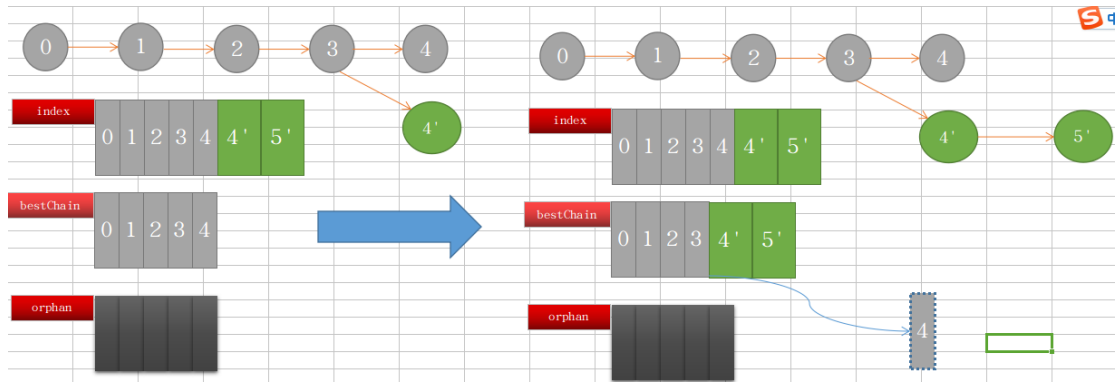 0 1 2 3 4
4'
index
0 1 2 3 4 4' 5'
bestChain
0 1 2 3 4
orphan
0 1 2 3 4
4' 5'
index
0 1 2 3 4 4' 5'
bestChain
0 1 2 3 4' 5'
orphan
4
S